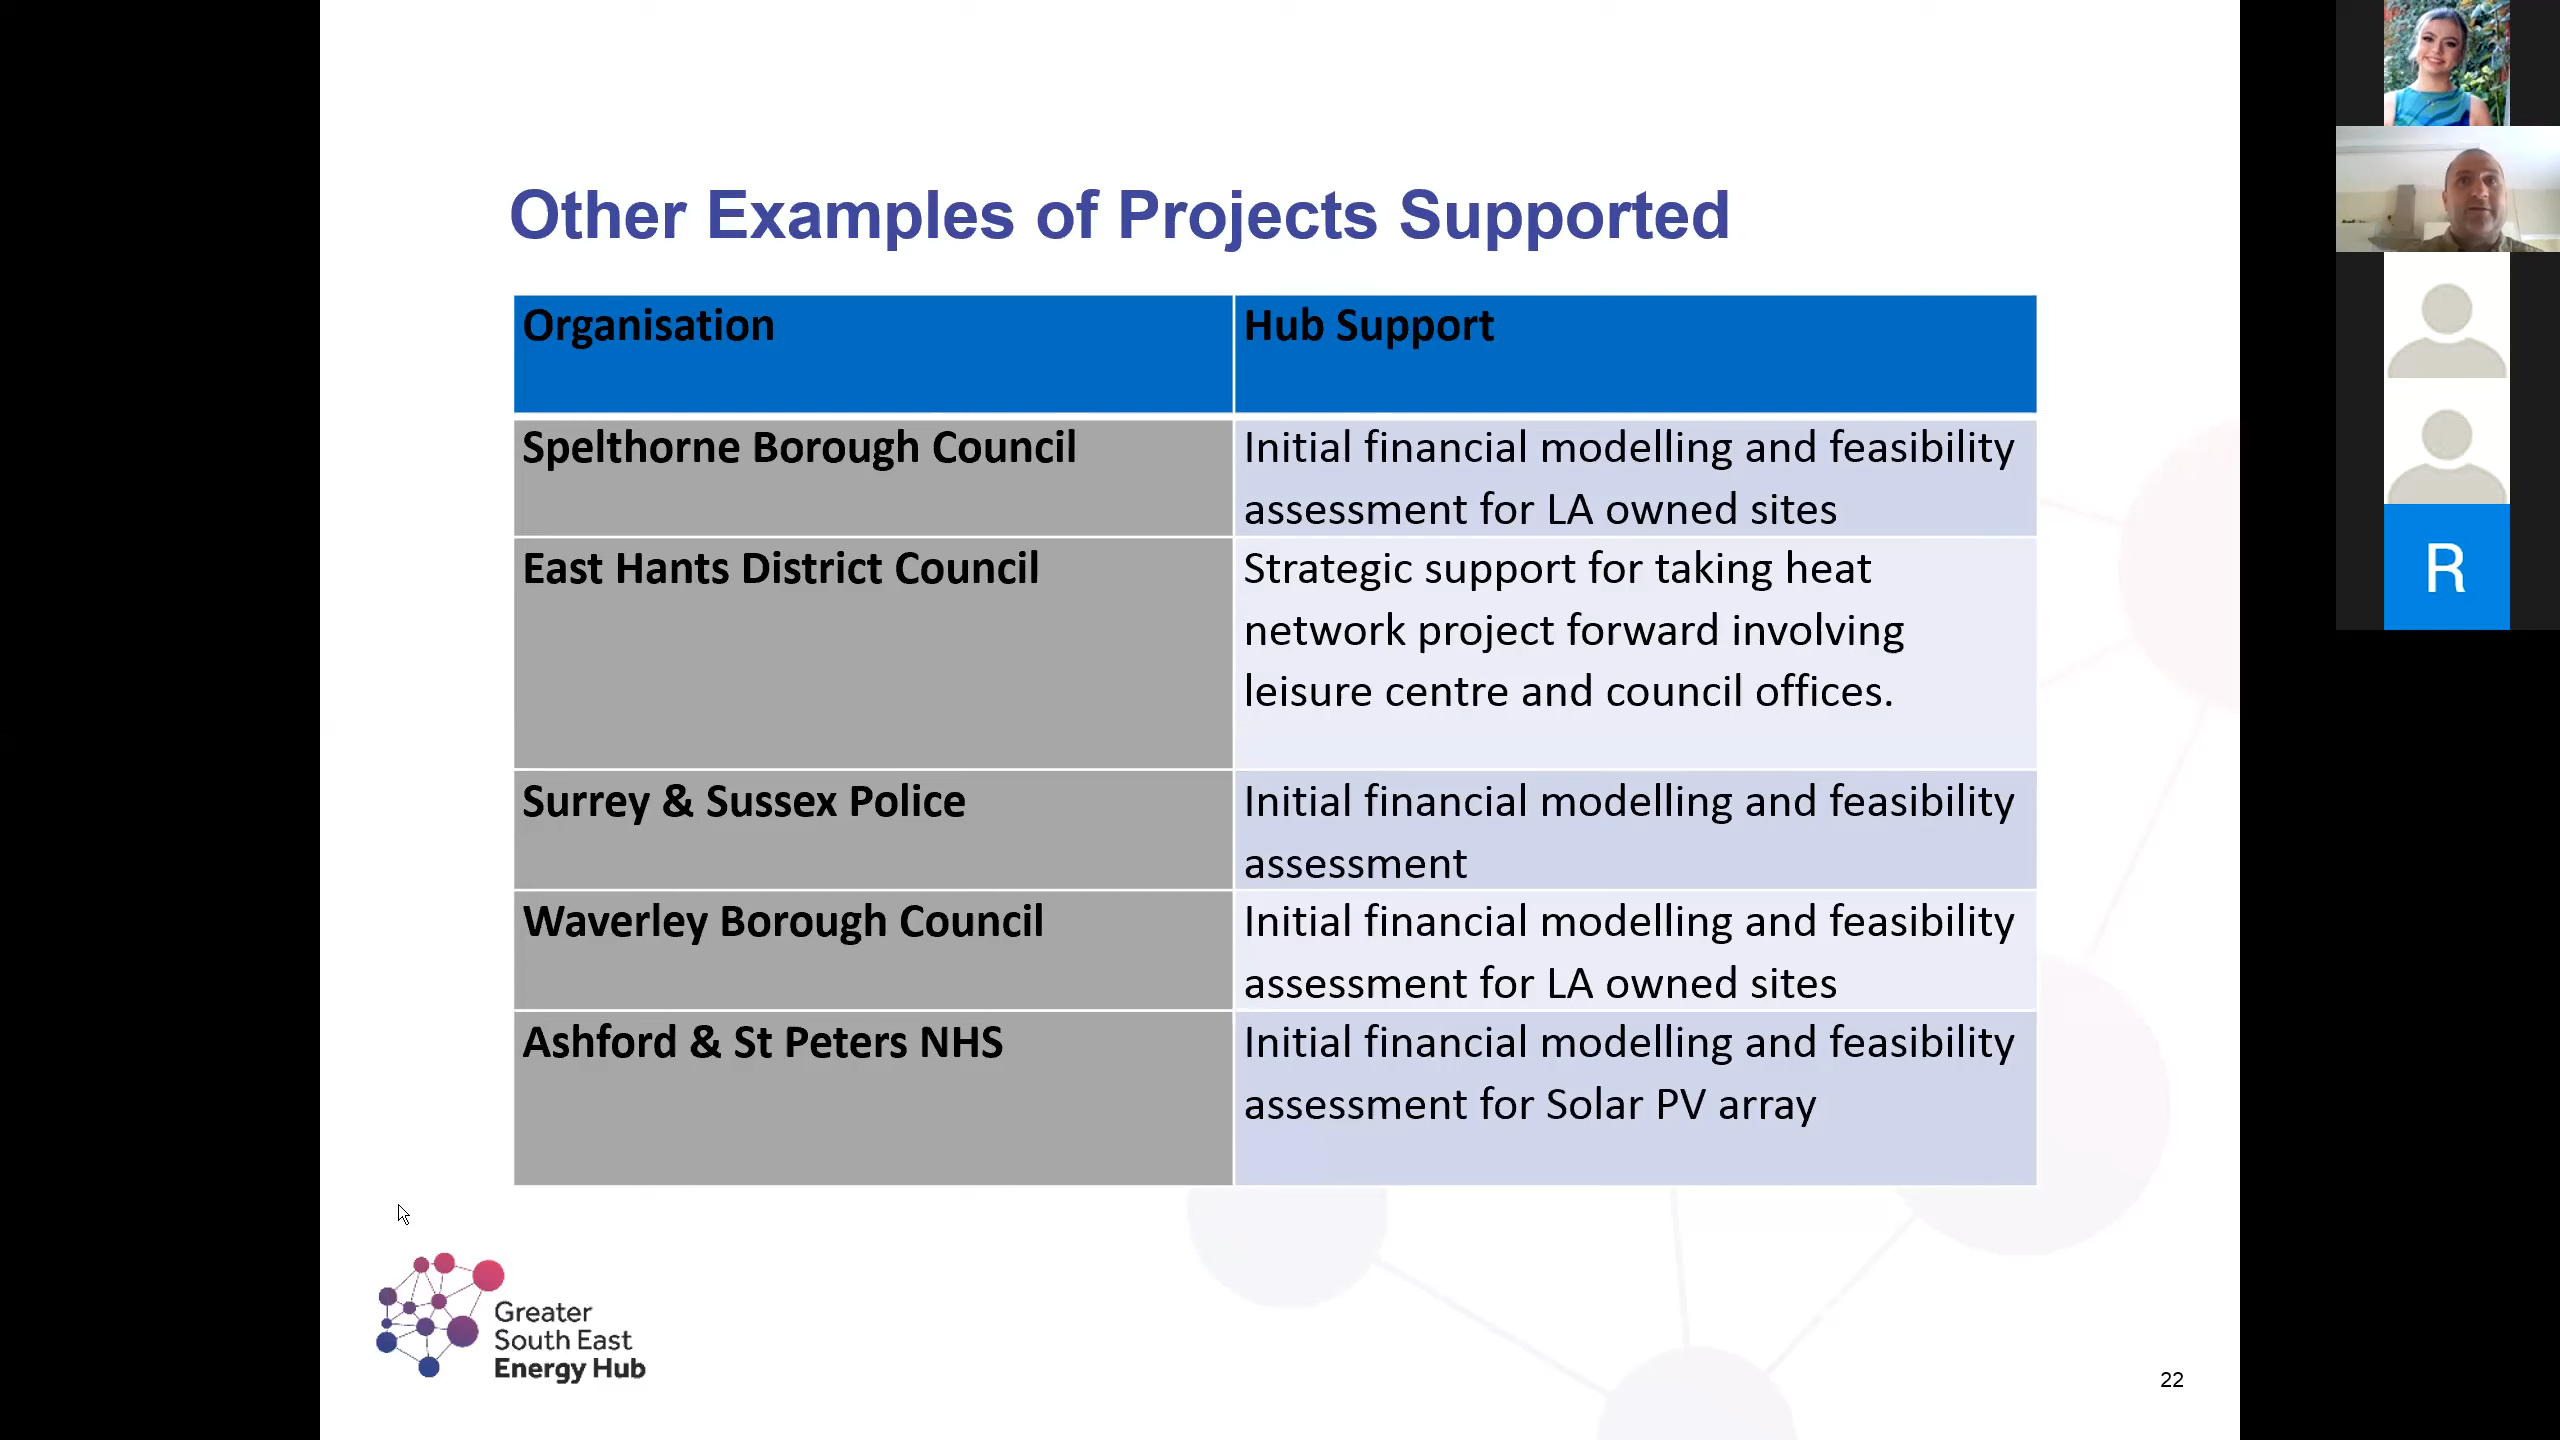 Other Examples of Projects Supported
Organisation
Hub Support
Spelthorne Borough Council
Initial financial modelling and feasibility
assessment for LA owned sites
East Hants District Council
Strategic support for taking heat
network project forward involving
leisure centre and council offices.
Surrey & Sussex Police
Initial financial modelling and feasibility
assessment
Waverley Borough Council
Initial financial modelling and feasibility
assessment for LA owned sites
Ashford & St Peters NHS
Initial financial modelling and feasibility
assessment for Solar PV array
Greater
South East
Energy Hub
22
R